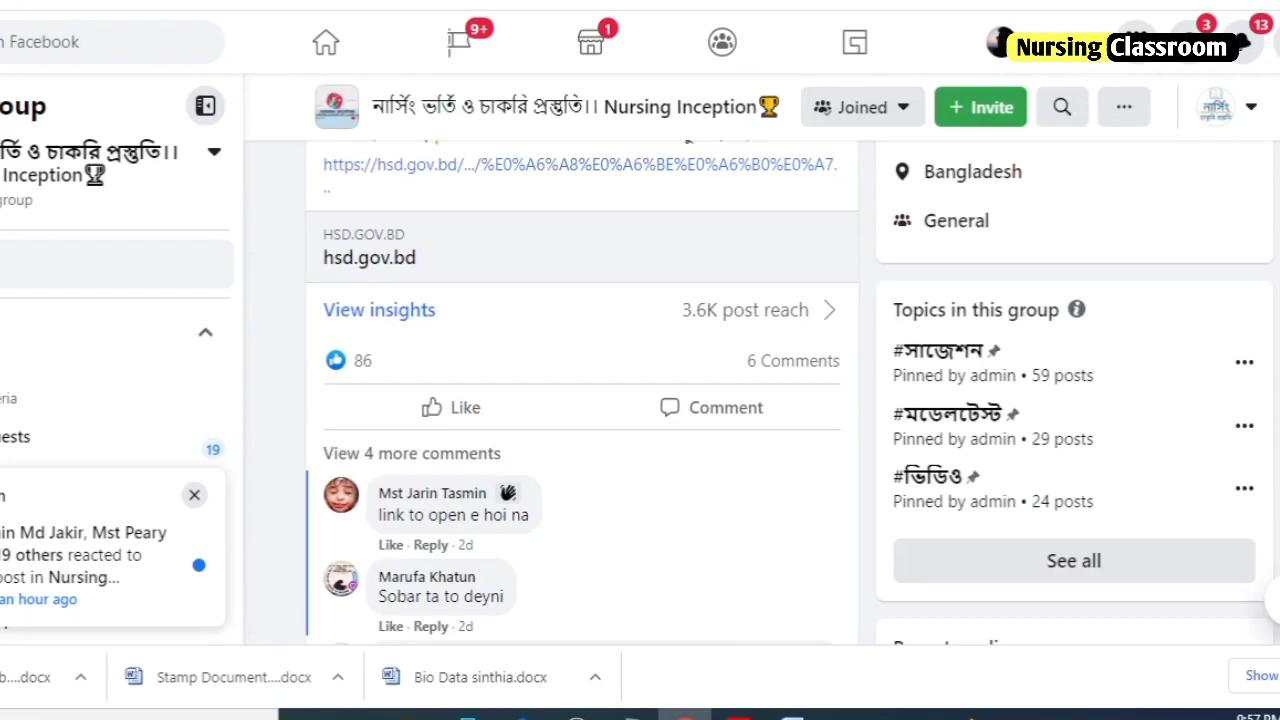 n Facebook
9+
1
3
13
Nursing Classroom
oup
নার্সিং ভর্তি ও চাকরি প্রস্তুতি।। Nursing Inception🏆
Joined
+ Invite
র্তি ও চাকরি প্রস্তুতি।।
Inception🏆
group
https://hsd.gov.bd/.../%E0%A6%A8%E0%A6%BE%E0%A6%B0%E0%A7.
..
HSD.GOV.BD
hsd.gov.bd
View insights
3.6K post reach
86
6 Comments
Like
Comment
View 4 more comments
Mst Jarin Tasmin
link to open e hoi na
Like · Reply · 2d
Marufa Khatun
Sobar ta to deyni
Like · Reply · 2d
Bangladesh
General
Topics in this group
#সাজেশন
Pinned by admin • 59 posts
#মডেলটেস্ট
Pinned by admin • 29 posts
#ভিডিও
Pinned by admin • 24 posts
See all
eria
uests
19
n
in Md Jakir, Mst Peary
19 others reacted to
post in Nursing...
an hour ago
b....docx
Stamp Document....docx
Bio Data sinthia.docx
Show